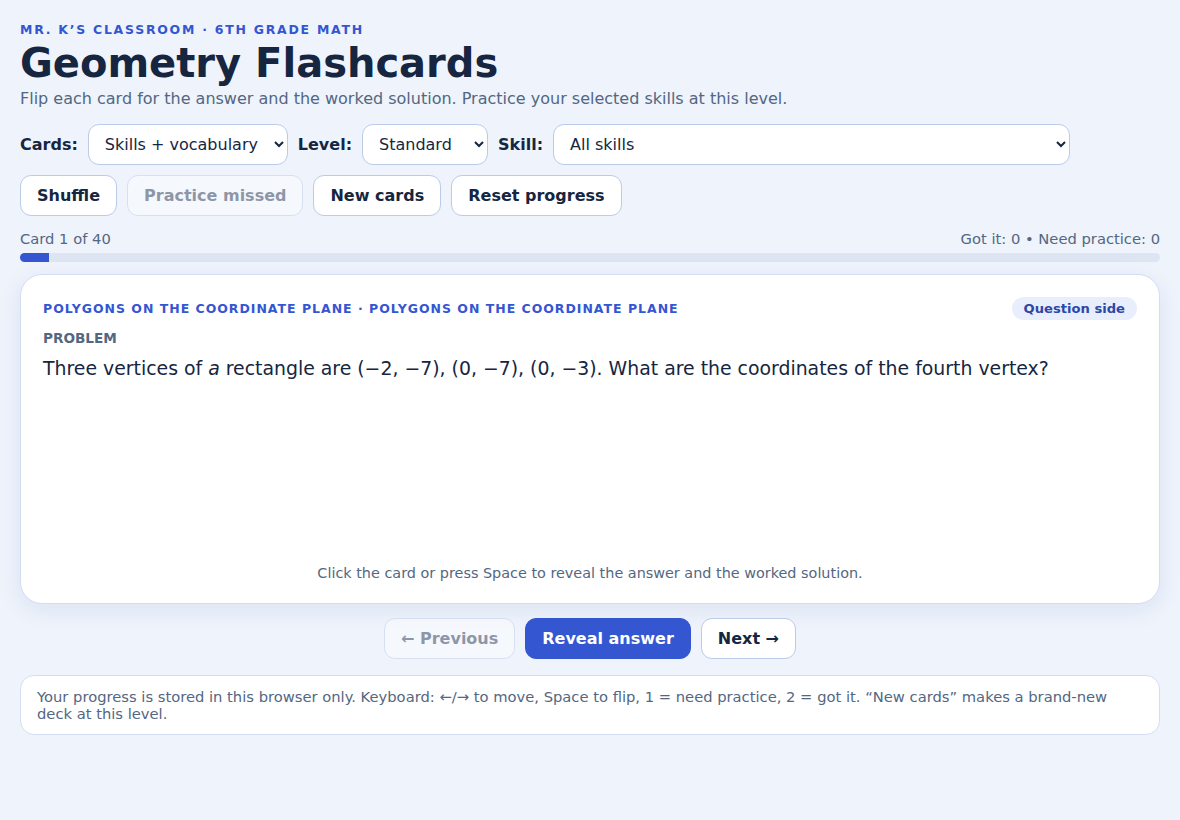 MR. K’S CLASSROOM · 6TH GRADE MATH
Geometry Flashcards
Flip each card for the answer and the worked solution. Practice your selected skills at this level.
Cards: Skills + vocabulary Level: Standard Skill: All skills
Shuffle Practice missed New cards Reset progress
Card 1 of 40 Got it: 0 • Need practice: 0
POLYGONS ON THE COORDINATE PLANE · POLYGONS ON THE COORDINATE PLANE Question side
PROBLEM
Three vertices of a rectangle are (−2, −7), (0, −7), (0, −3). What are the coordinates of the fourth vertex?
Click the card or press Space to reveal the answer and the worked solution.
← Previous Reveal answer Next →
Your progress is stored in this browser only. Keyboard: ←/→ to move, Space to flip, 1 = need practice, 2 = got it. “New cards” makes a brand-new
deck at this level.